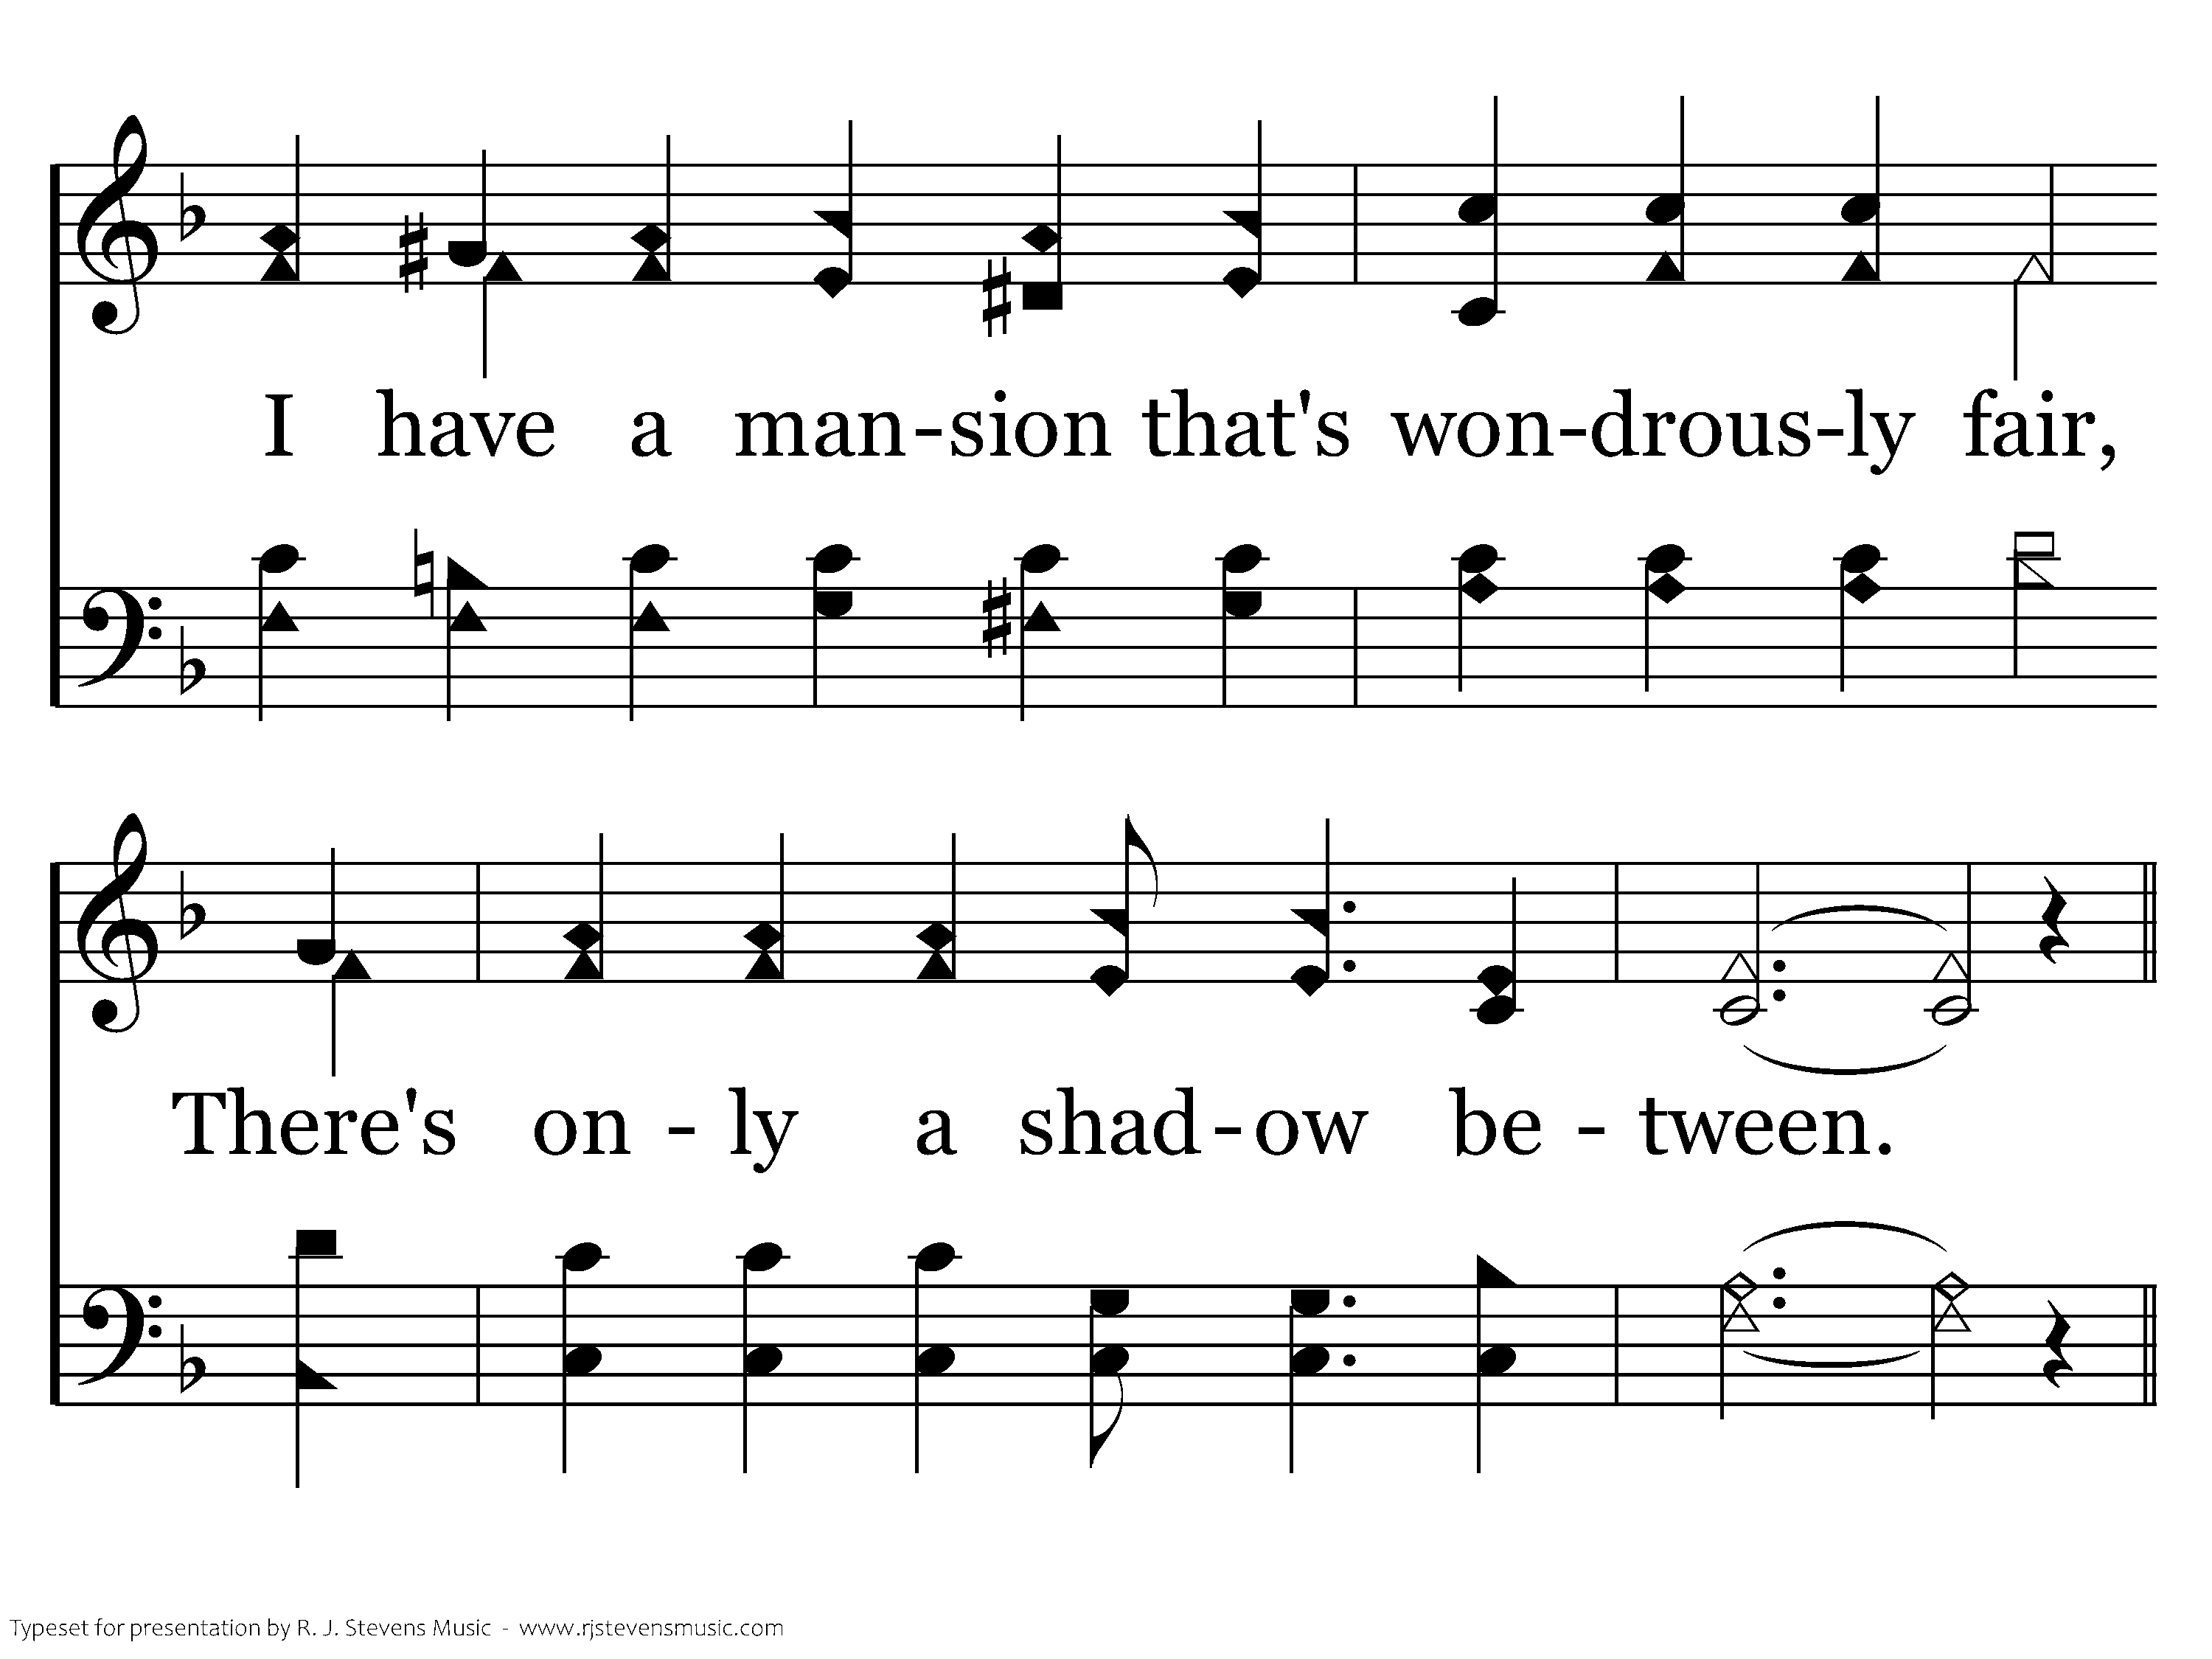 I have a man-sion that's won-drous-ly fair,
There's on - ly a shad-ow be - tween.
Typeset for presentation by R. J. Stevens Music - www.rjstevensmusic.com